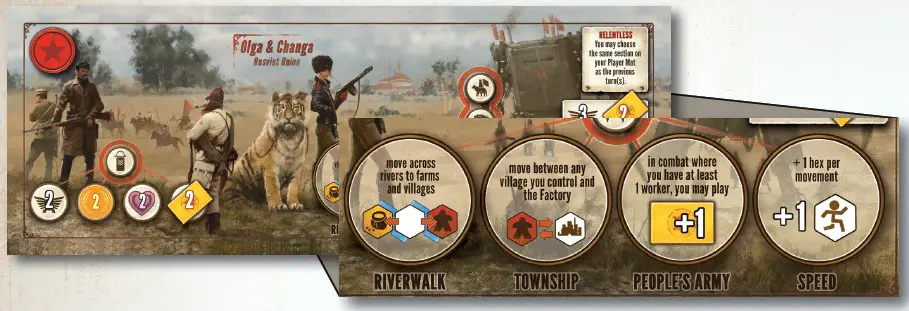 Olga & Changa
Rusviet Union
RELENTLESS
You may choose
the same section on
your Player Mat
as the previous
turn(s).
3
2
2
2
2
2
move across
rivers to farms
and villages
RIVERWALK
move between any
village you control and
the Factory
TOWNSHIP
in combat where
you have at least
1 worker, you may play
+1
PEOPLE'S ARMY
+ 1 hex per
movement
+1
SPEED